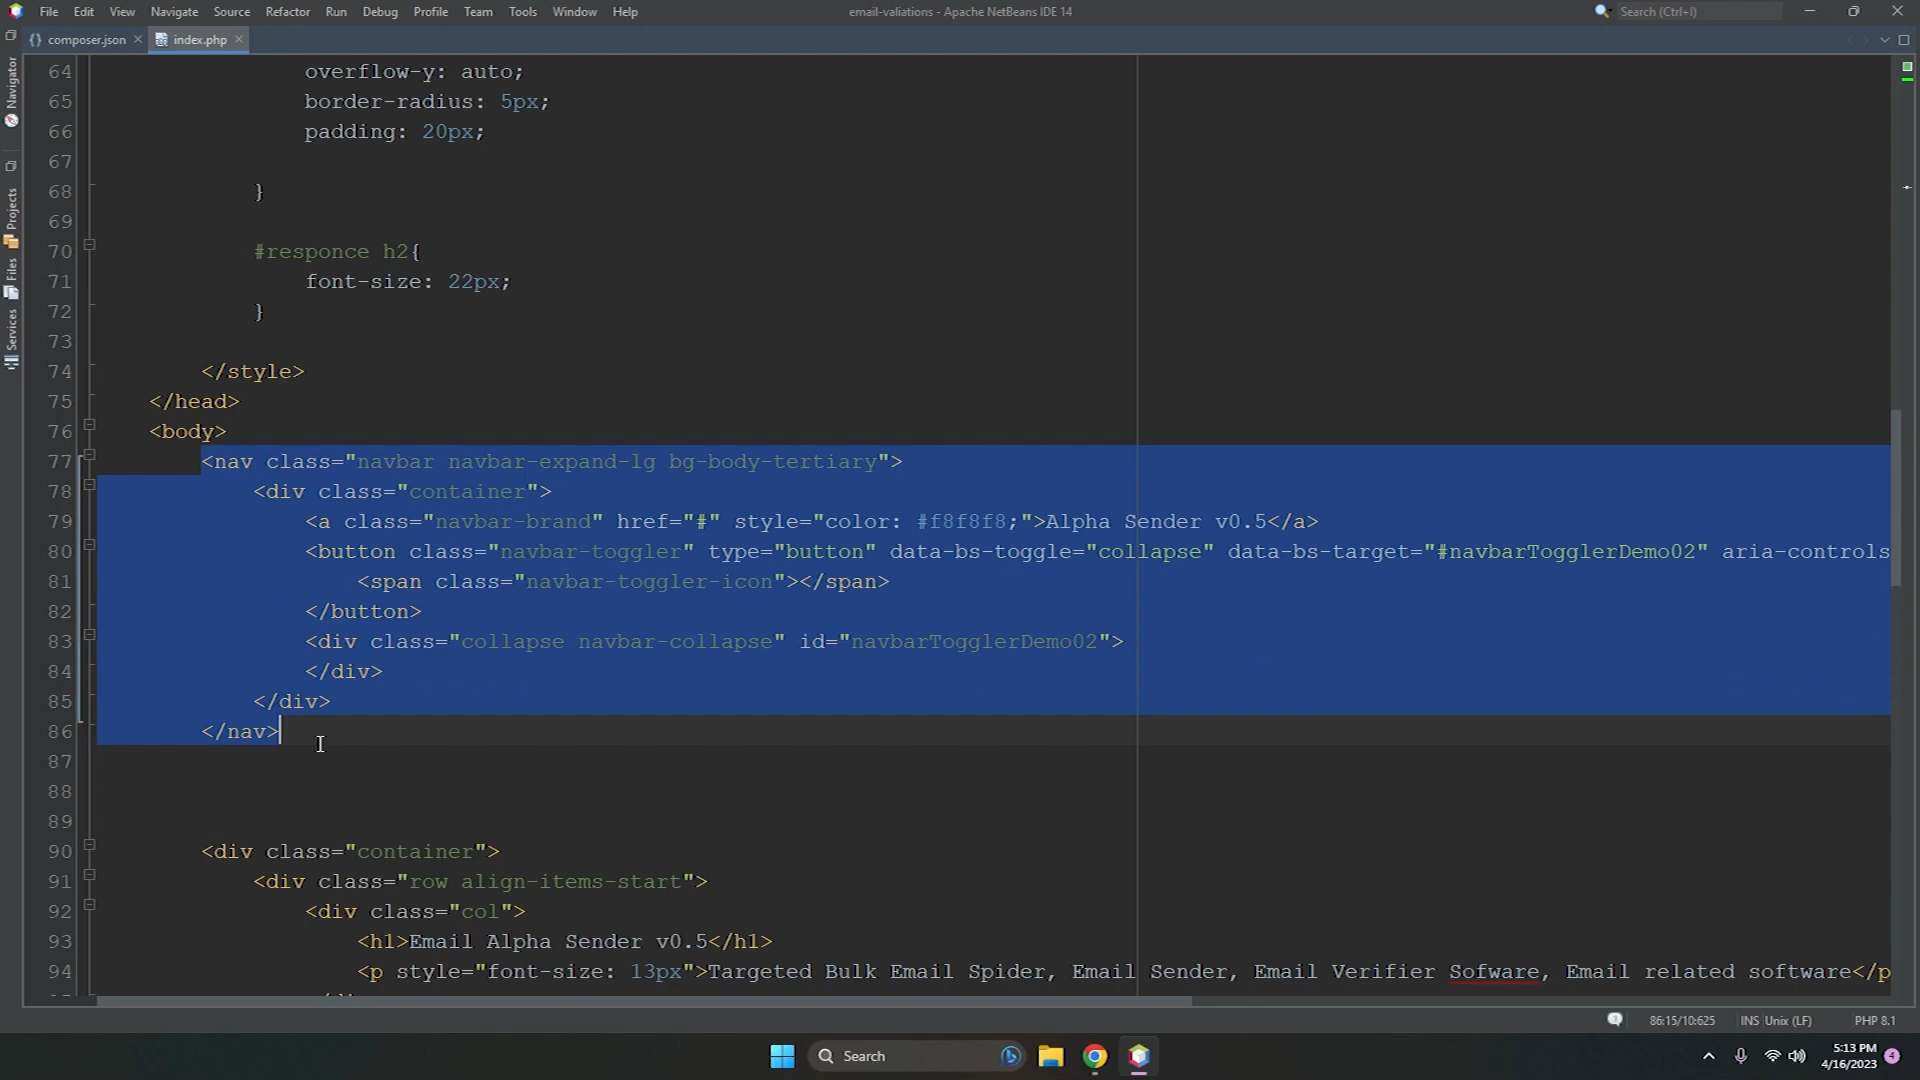 File Edit View Navigate Source Refactor Run Debug Profile Team Tools Window Help
email-valiations - Apache NetBeans IDE 14
Search (Ctrl+I)
composer.json
index.php
Navigator
Projects
Files
Services
64 overflow-y: auto;
65 border-radius: 5px;
66 padding: 20px;
67
68 }
69
70 #responce h2{
71 font-size: 22px;
72 }
73
74 </style>
75 </head>
76 <body>
77 <nav class="navbar navbar-expand-lg bg-body-tertiary">
78 <div class="container">
79 <a class="navbar-brand" href="#" style="color: #f8f8f8;">Alpha Sender v0.5</a>
80 <button class="navbar-toggler" type="button" data-bs-toggle="collapse" data-bs-target="#navbarTogglerDemo02" aria-controls
81 <span class="navbar-toggler-icon"></span>
82 </button>
83 <div class="collapse navbar-collapse" id="navbarTogglerDemo02">
84 </div>
85 </div>
86 </nav>
87
88
89
90 <div class="container">
91 <div class="row align-items-start">
92 <div class="col">
93 <h1>Email Alpha Sender v0.5</h1>
94 <p style="font-size: 13px">Targeted Bulk Email Spider, Email Sender, Email Verifier Sofware, Email related software</p
86:15/10:625 INS Unix (LF) PHP 8.1
Search
5:13 PM
4/16/2023
4